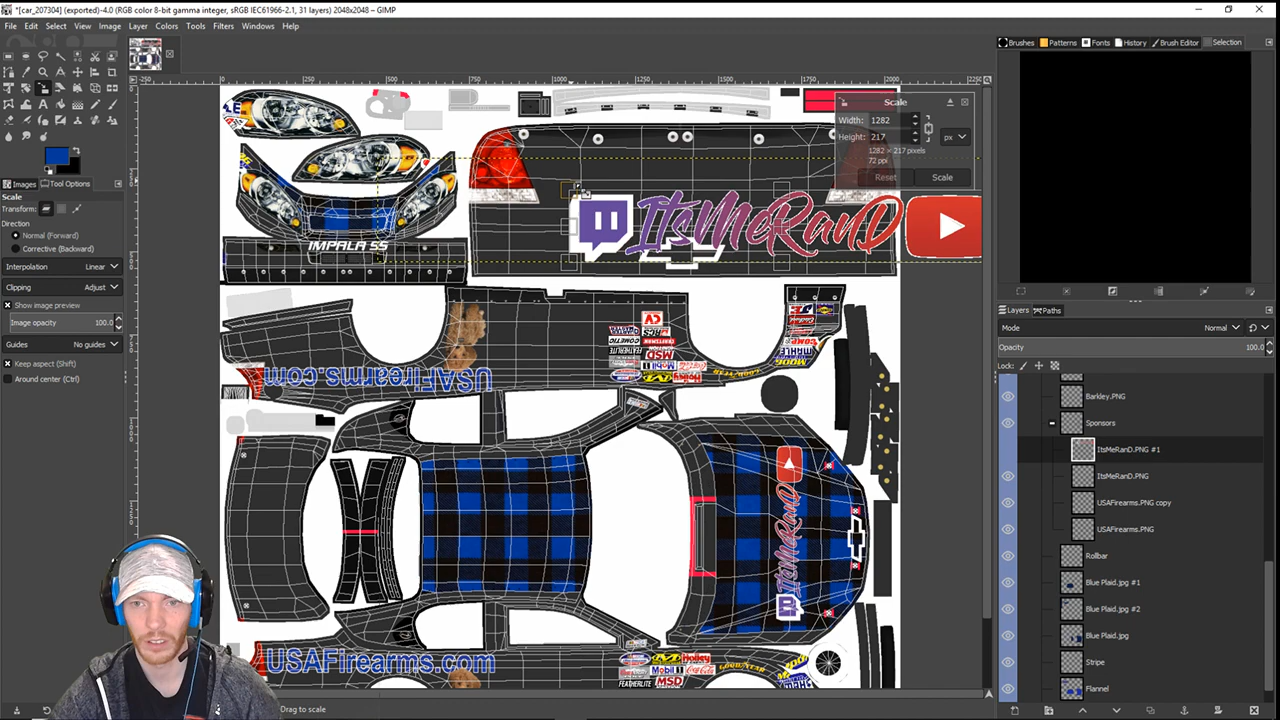 *[car_207304] (exported)-4.0 (RGB color 8-bit gamma integer, sRGB IEC61966-2.1, 31 layers) 2048x2048 – GIMP
File Edit Select View Image Layer Colors Tools Filters Windows Help
Brushes Patterns Fonts History Brush Editor Selection
Scale
Width: 1282
Height: 217
px
1282 × 217 pixels
72 ppi
Reset Scale
Images Tool Options
Scale
Transform:
Direction
Normal (Forward)
Corrective (Backward)
Interpolation Linear
Clipping Adjust
Show image preview
Image opacity 100.0
Guides No guides
Keep aspect (Shift)
Around center (Ctrl)
IMPALA SS
ItsMeRanD
USAFirearms.com
ItsMeRanD
USAFirearms.com
Layers Paths
Mode Normal
Opacity 100.0
Lock:
Barkley.PNG
Sponsors
ItsMeRanD.PNG #1
ItsMeRanD.PNG
USAFirearms.PNG copy
USAFirearms.PNG
Rollbar
Blue Plaid.jpg #1
Blue Plaid.jpg #2
Blue Plaid.jpg
Stripe
Flannel
Drag to scale